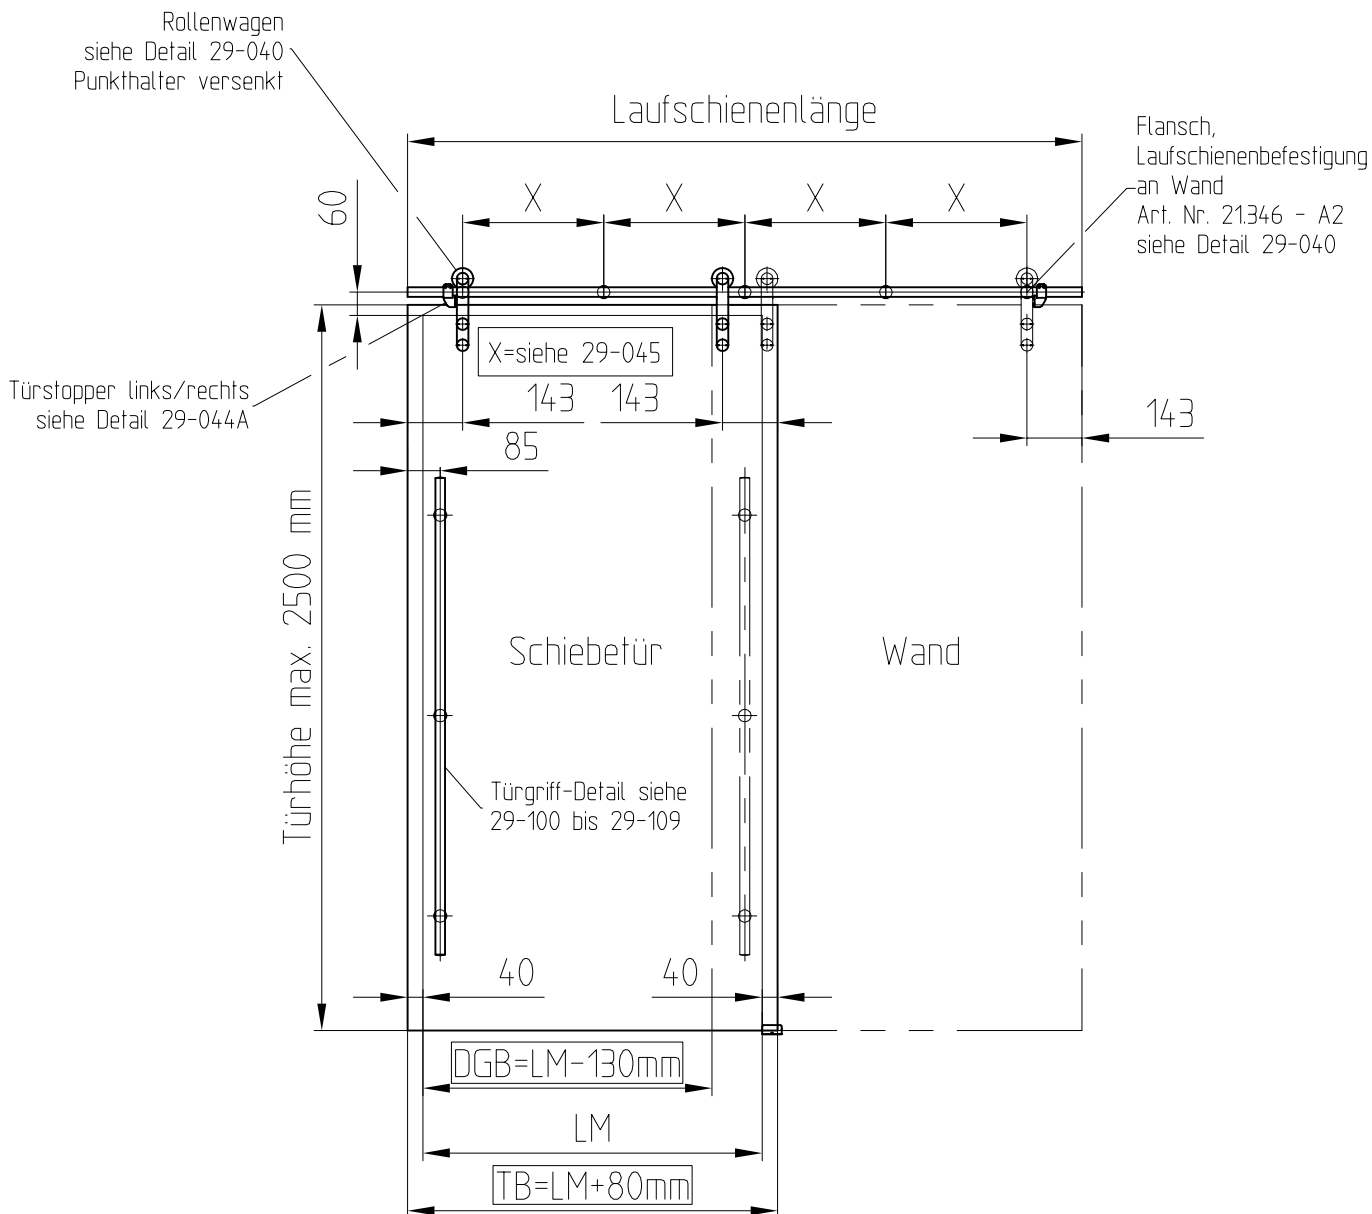 Rollenwagen
siehe Detail 29-040
Punkthalter versenkt
Laufschienenlänge
Flansch,
Laufschienenbefestigung
an Wand
Art. Nr. 21.346 - A2
siehe Detail 29-040
60
X
X
X
X
X=siehe 29-045
Türstopper links/rechts
siehe Detail 29-044A
143
143
143
85
Türhöhe max. 2500 mm
Schiebetür
Wand
Türgriff-Detail siehe
29-100 bis 29-109
40
40
DGB=LM-130mm
LM
TB=LM+80mm